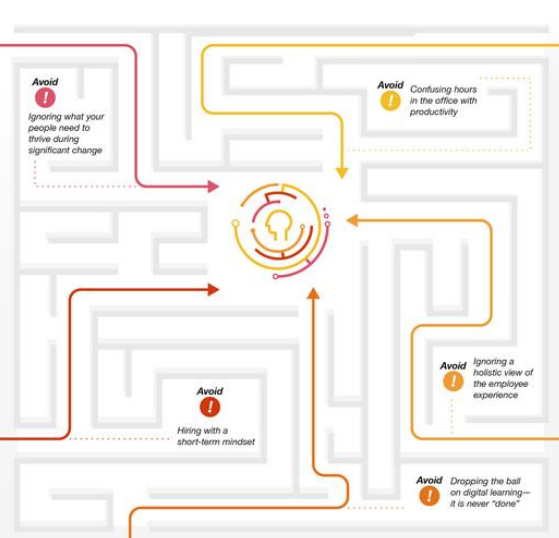 Avoid
!
Ignoring what your
people need to
thrive during
significant change
Avoid
!
Confusing hours
in the office with
productivity
Avoid
!
Ignoring a
holistic view of
the employee
experience
Avoid
!
Hiring with a
short-term mindset
Avoid
!
Dropping the ball
on digital learning—
it is never “done”